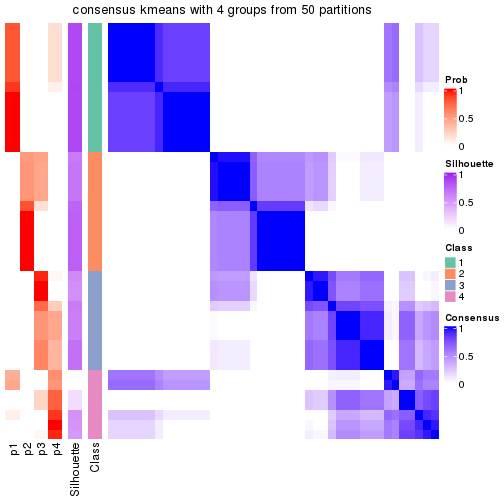 consensus kmeans with 4 groups from 50 partitions
Prob
1
0.5
0
Silhouette
1
0.5
0
Class
1
2
3
4
Consensus
1
0.5
0
p1
p2
p3
p4
Silhouette
Class